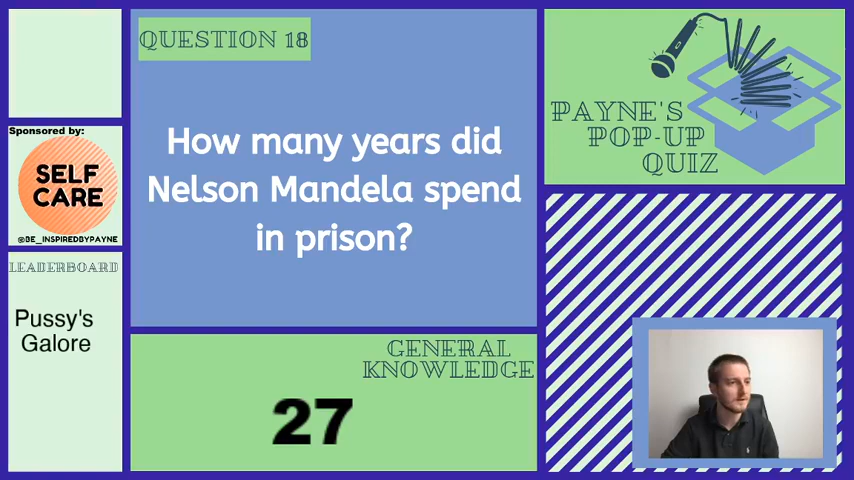 QUESTION 18
How many years did
Nelson Mandela spend
in prison?
PAYNE'S
POP-UP
QUIZ
Sponsored by:
SELF
CARE
@BE_INSPIREDBYPAYNE
LEADERBOARD
Pussy's
Galore
GENERAL
KNOWLEDGE
27